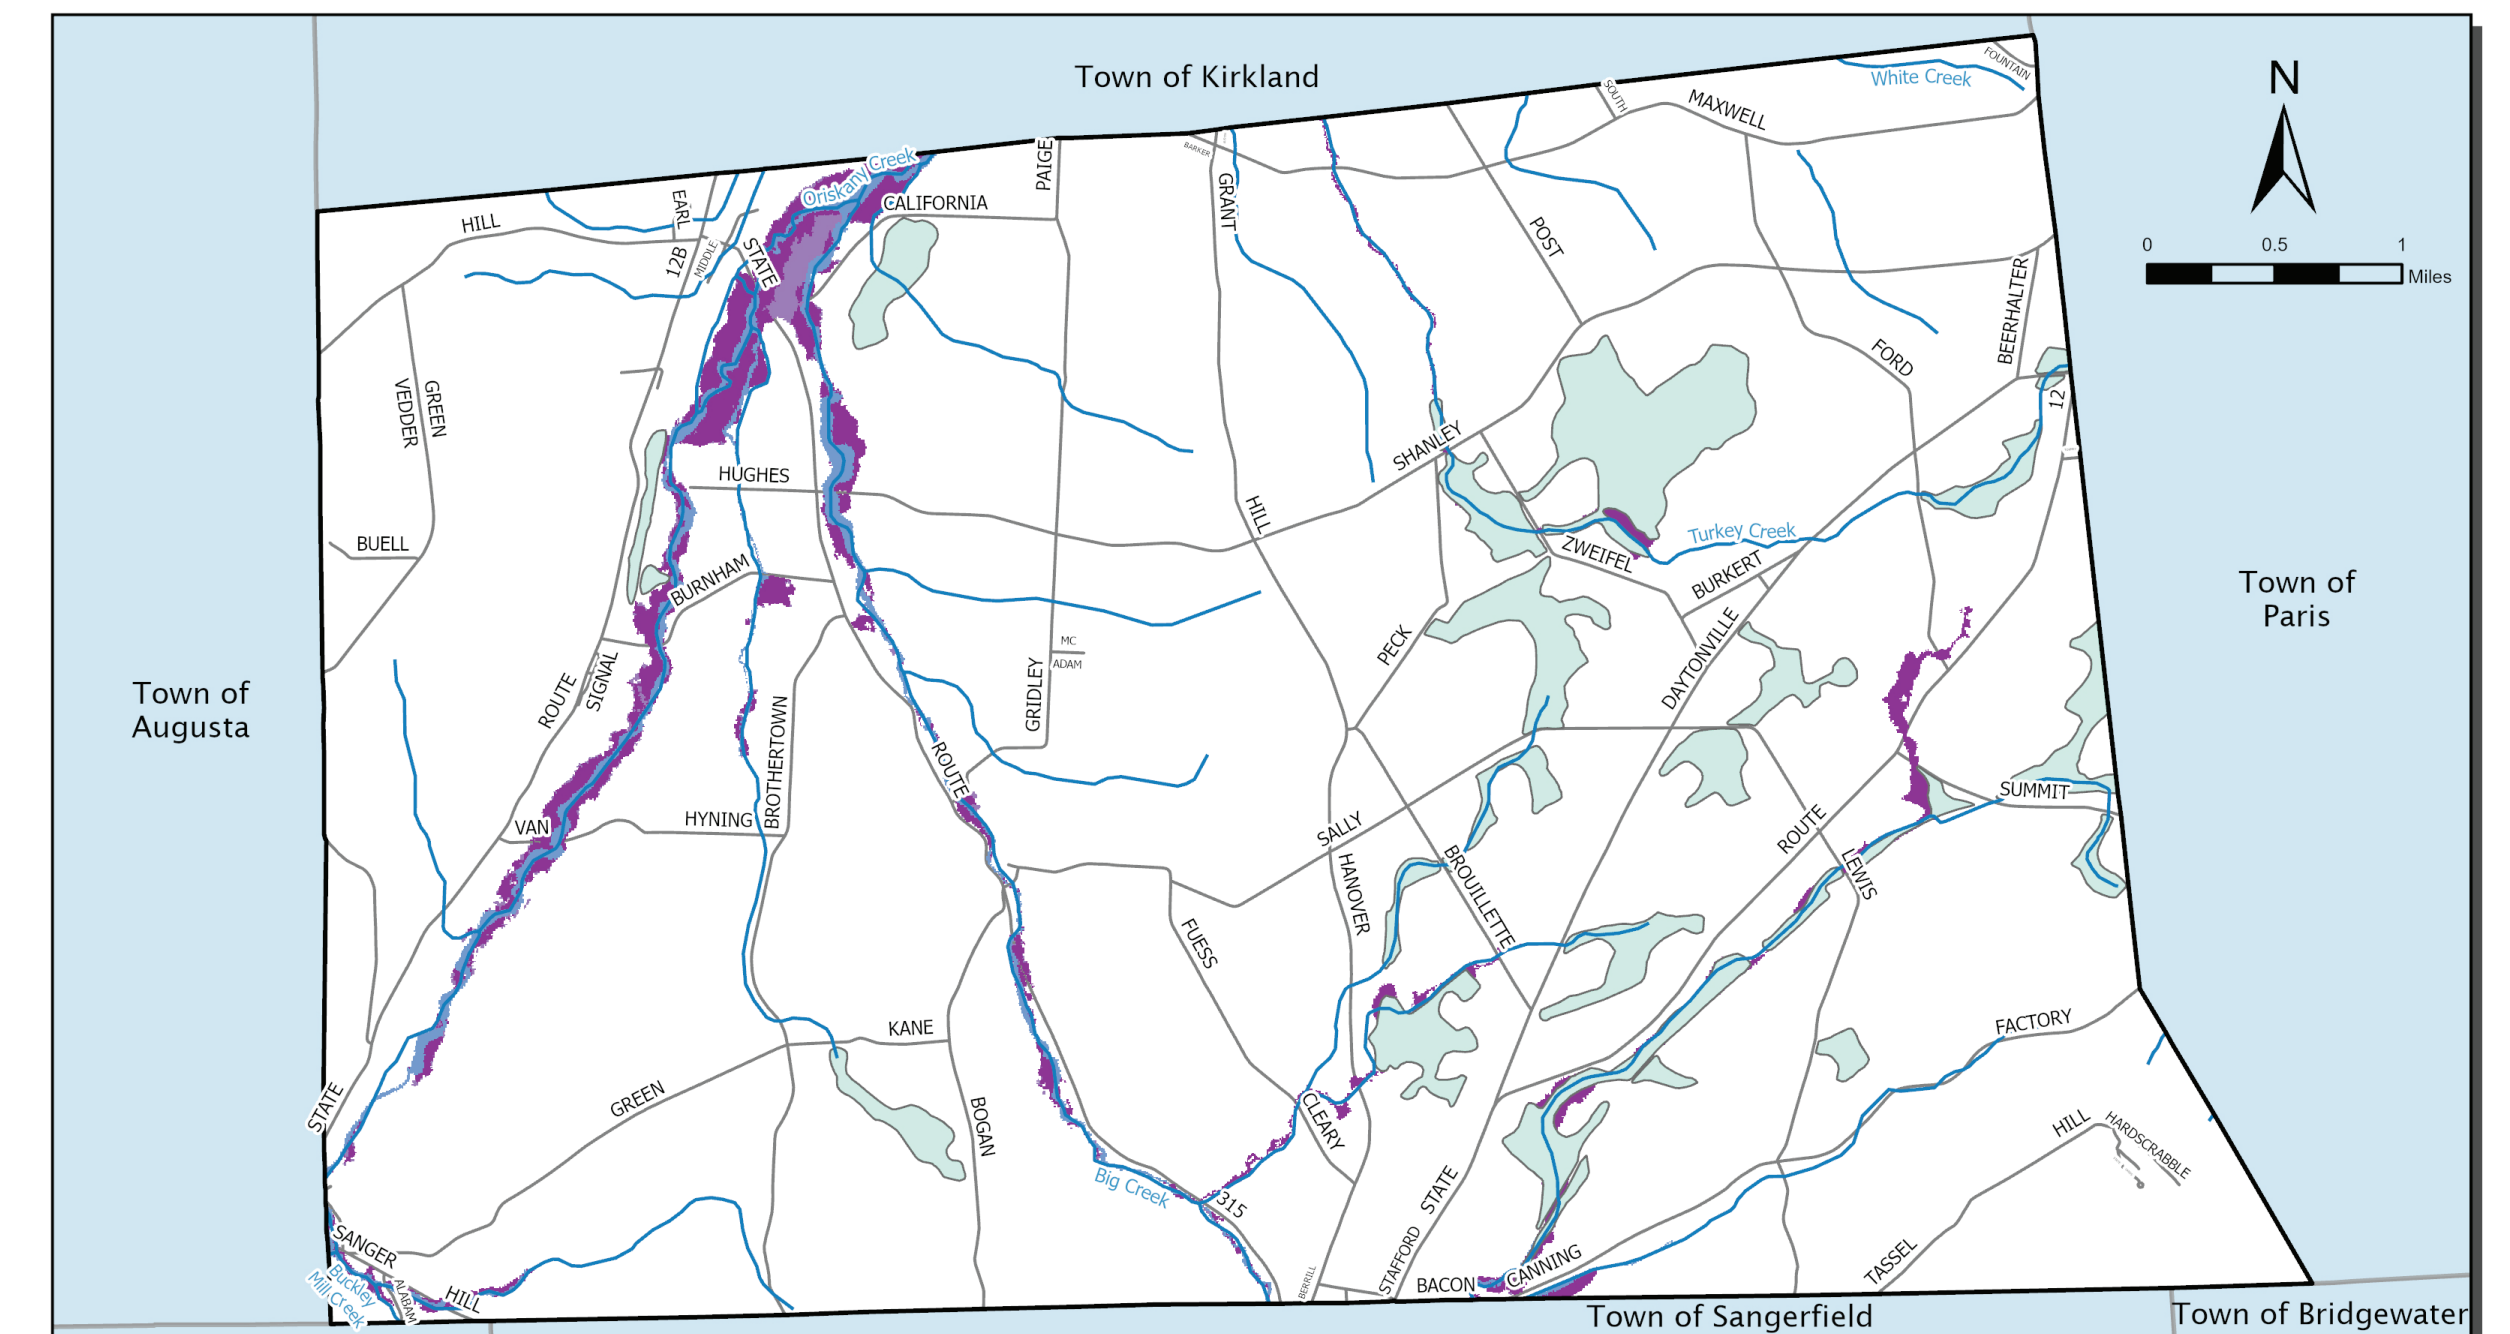 Town of Kirkland
FOUNTAIN
White Creek
N
SOUTH
MAXWELL
Oriskany Creek
PAIGE
BARKER
EARL
CALIFORNIA
GRANT
HILL
POST
STATE
MIDDLE
12B
0 0.5 1
Miles
BEERHALTER
FORD
GREEN
VEDDER
12
SHANLEY
HUGHES
HILL
Turkey Creek
BUELL
ZWEIFEL
BURNHAM
BURKERT
Town of
Paris
PECK
MC
ADAM
DAYTONVILLE
SIGNAL
ROUTE
GRIDLEY
Town of
Augusta
BROTHERTOWN
ROUTE
SUMMIT
VAN
HYNING
SALLY
ROUTE
HANOVER
BROUILLETTE
LEWIS
FUESS
KANE
FACTORY
GREEN
STATE
BOGAN
CLEARY
HILL
HARDSCRABBLE
Big Creek
315
STATE
SANGER
STAFFORD
CANNING
TASSEL
Buckley
Mill Creek
ALABAM
HILL
BERRILL
BACON
Town of Sangerfield
Town of Bridgewater